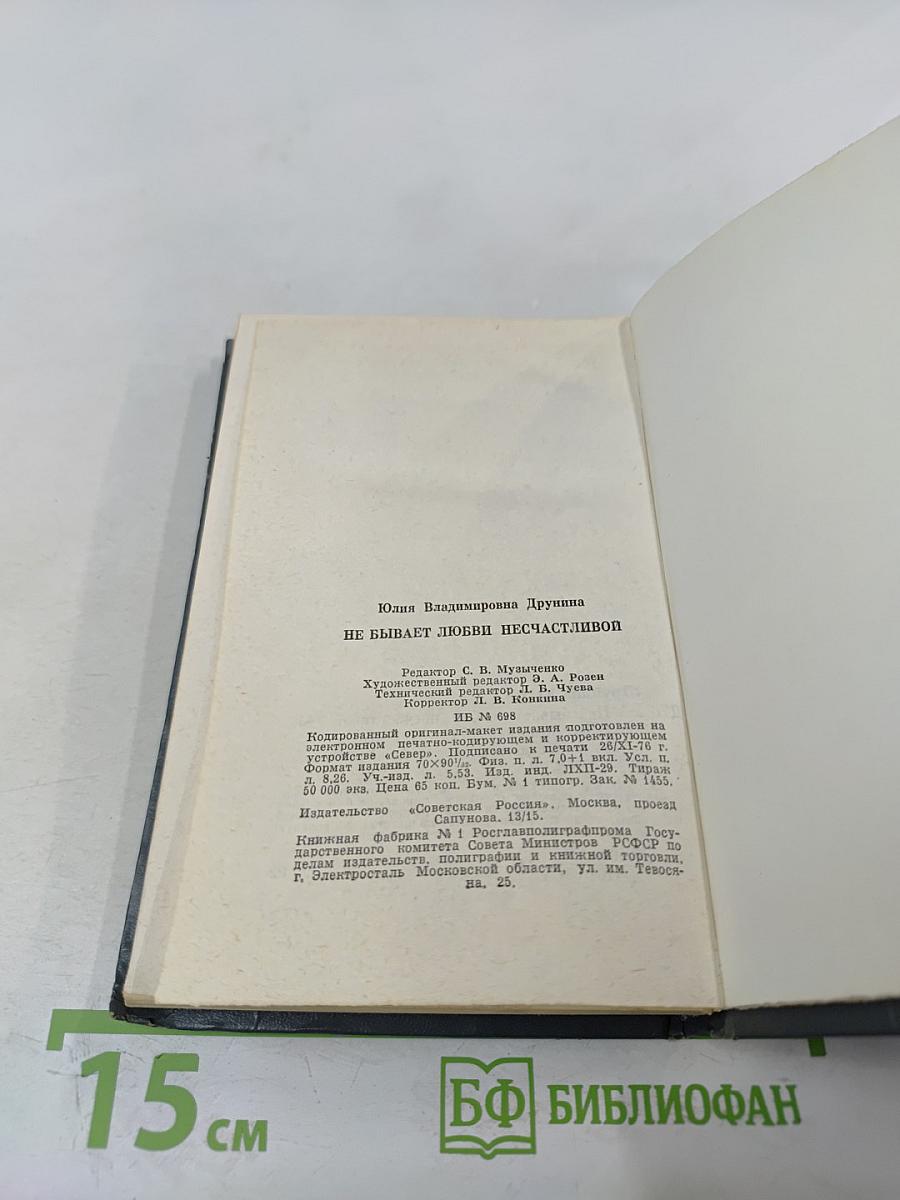 Юлия Владимировна Друнина
НЕ БЫВАЕТ ЛЮБВИ НЕСЧАСТЛИВОЙ
Редактор С. В. Музыченко
Художественный редактор Э. А. Розен
Технический редактор Л. Б. Чуева
Корректор Л. В. Конкина
ИБ № 698
Кодированный оригинал-макет издания подготовлен на
электронном печатно-кодирующем и корректирующем
устройстве «Север». Подписано к печати 26/XI-76 г.
Формат издания 70×90¹/₃₂. Физ. п. л. 7,0+1 вкл. Усл. п.
л. 8,26. Уч.-изд. л. 5,53. Изд. инд. ЛХП-29. Тираж
50 000 экз. Цена 65 коп. Бум. № 1 типогр. Зак. № 1455.
Издательство «Советская Россия». Москва, проезд
Сапунова, 13/15.
Книжная фабрика № 1 Росглавполиграфпрома Госу-
дарственного комитета Совета Министров РСФСР по
делам издательств, полиграфии и книжной торговли,
г. Электросталь Московской области, ул. им. Тевося-
на, 25.
15 см
БФ БИБЛИОФАН